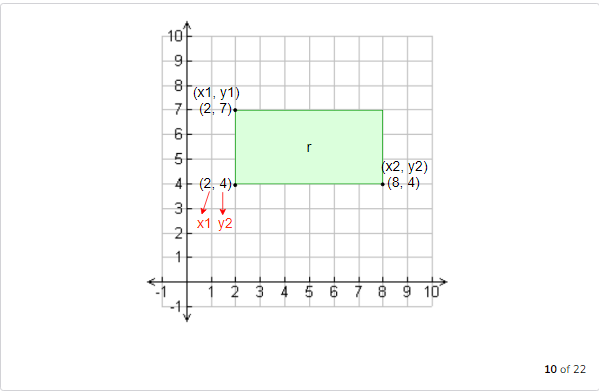 10
9
8
(x1, y1)
7
(2, 7)
6
r
5
(x2, y2)
4
(2, 4)
(8, 4)
3
x1 y2
2
1
-1 1 2 3 4 5 6 7 8 9 10
-1
10 of 22